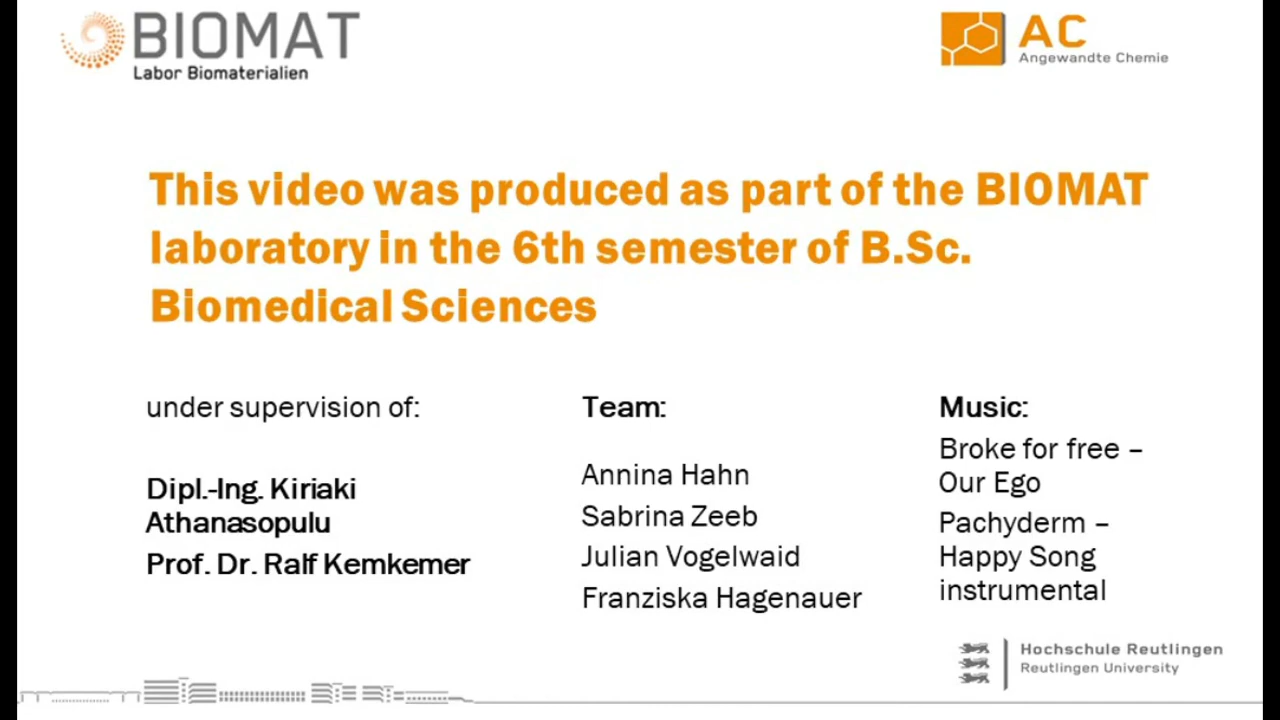 BIOMAT
Labor Biomaterialien
AC
Angewandte Chemie
This video was produced as part of the BIOMAT
laboratory in the 6th semester of B.Sc.
Biomedical Sciences
under supervision of:
Dipl.-Ing. Kiriaki
Athanasopulu
Prof. Dr. Ralf Kemkemer
Team:
Annina Hahn
Sabrina Zeeb
Julian Vogelwaid
Franziska Hagenauer
Music:
Broke for free –
Our Ego
Pachyderm –
Happy Song
instrumental
Hochschule Reutlingen
Reutlingen University